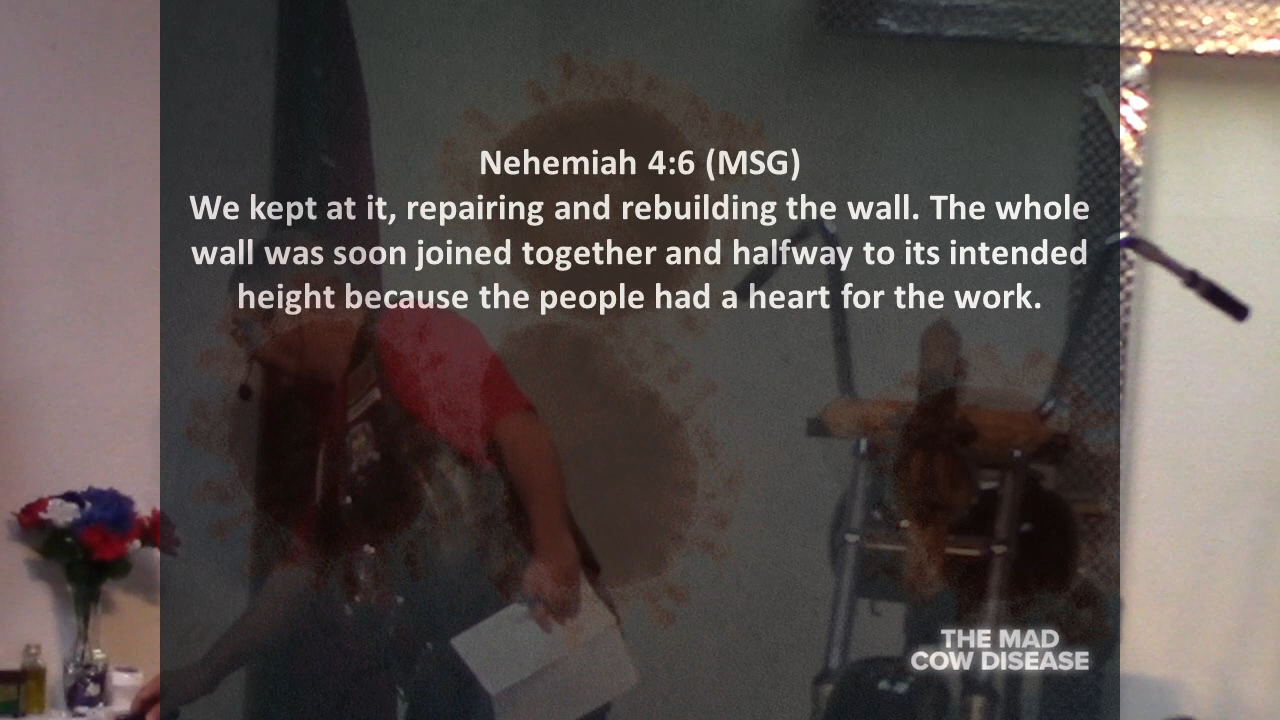 Nehemiah 4:6 (MSG)
We kept at it, repairing and rebuilding the wall. The whole
wall was soon joined together and halfway to its intended
height because the people had a heart for the work.
THE MAD
COW DISEASE